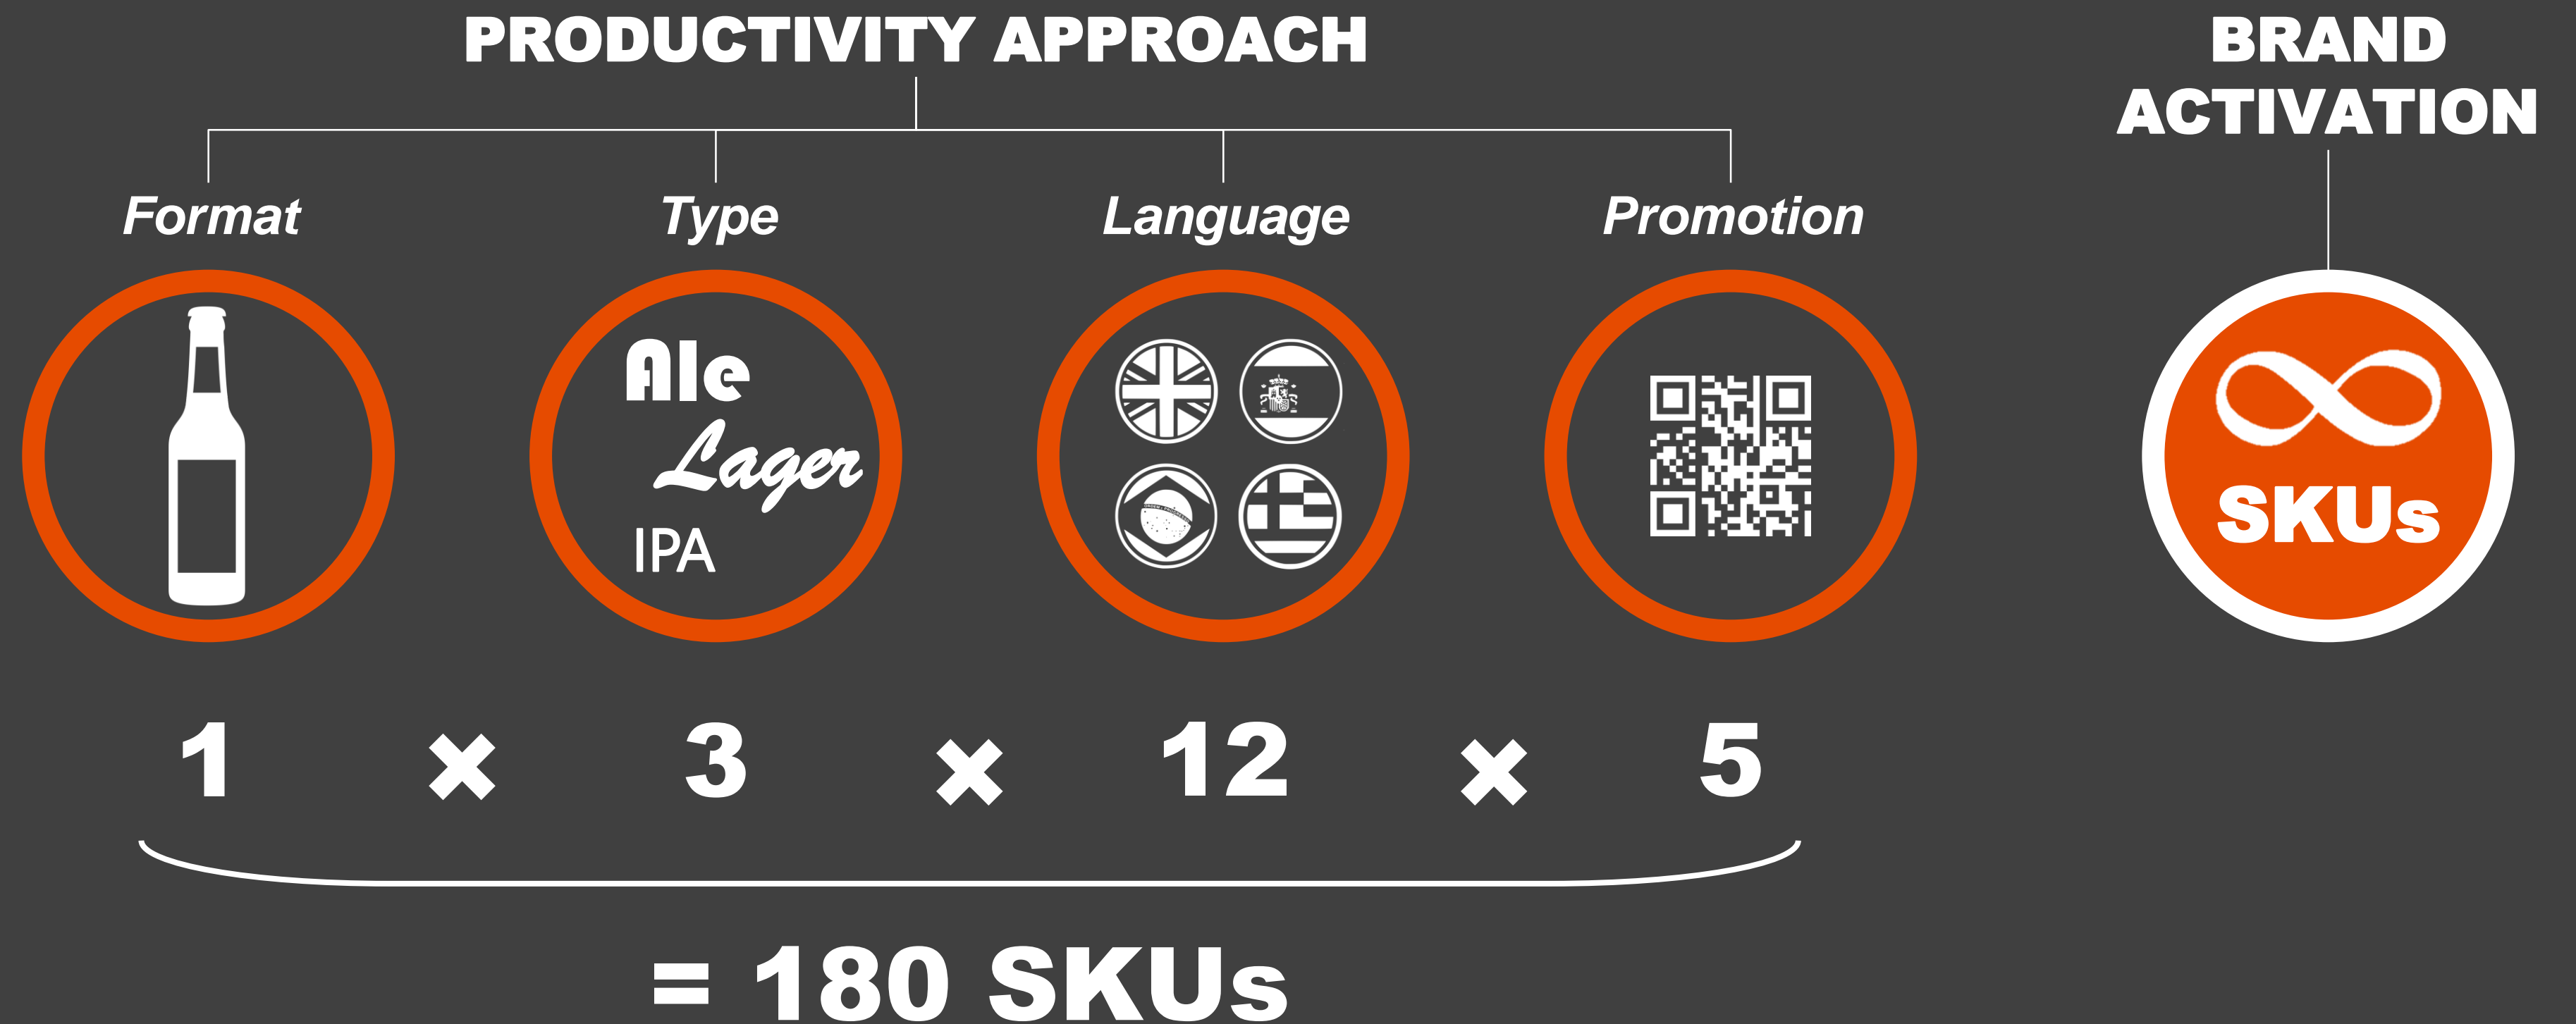 PRODUCTIVITY APPROACH
BRAND
ACTIVATION
Format
Type
Language
Promotion
Ale
Lager
IPA
SKUs
1 × 3 × 12 × 5
= 180 SKUs